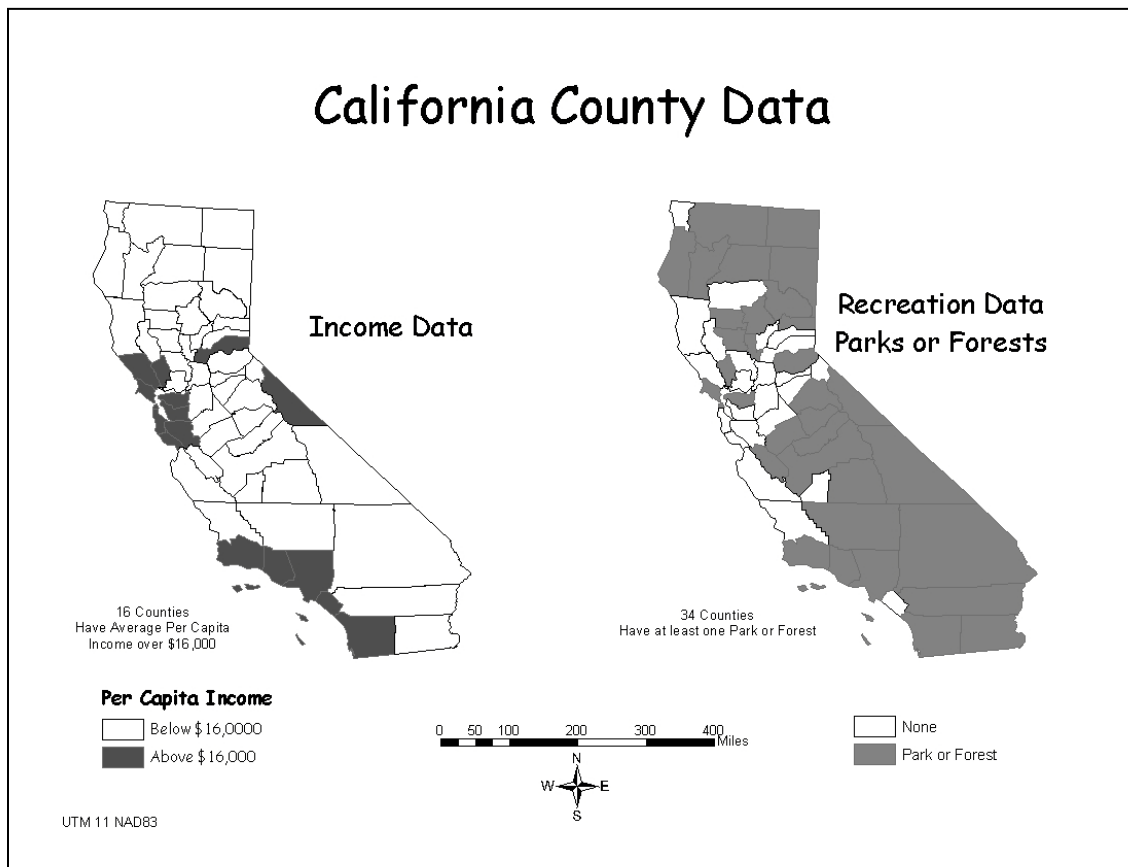 California County Data
Income Data
Recreation Data
Parks or Forests
16 Counties
Have Average Per Capita
Income over $16,000
34 Counties
Have at least one Park or Forest
Per Capita Income
Below $16,0000
Above $16,000
0 50 100 200 300 400
Miles
N
W E
S
None
Park or Forest
UTM 11 NAD83